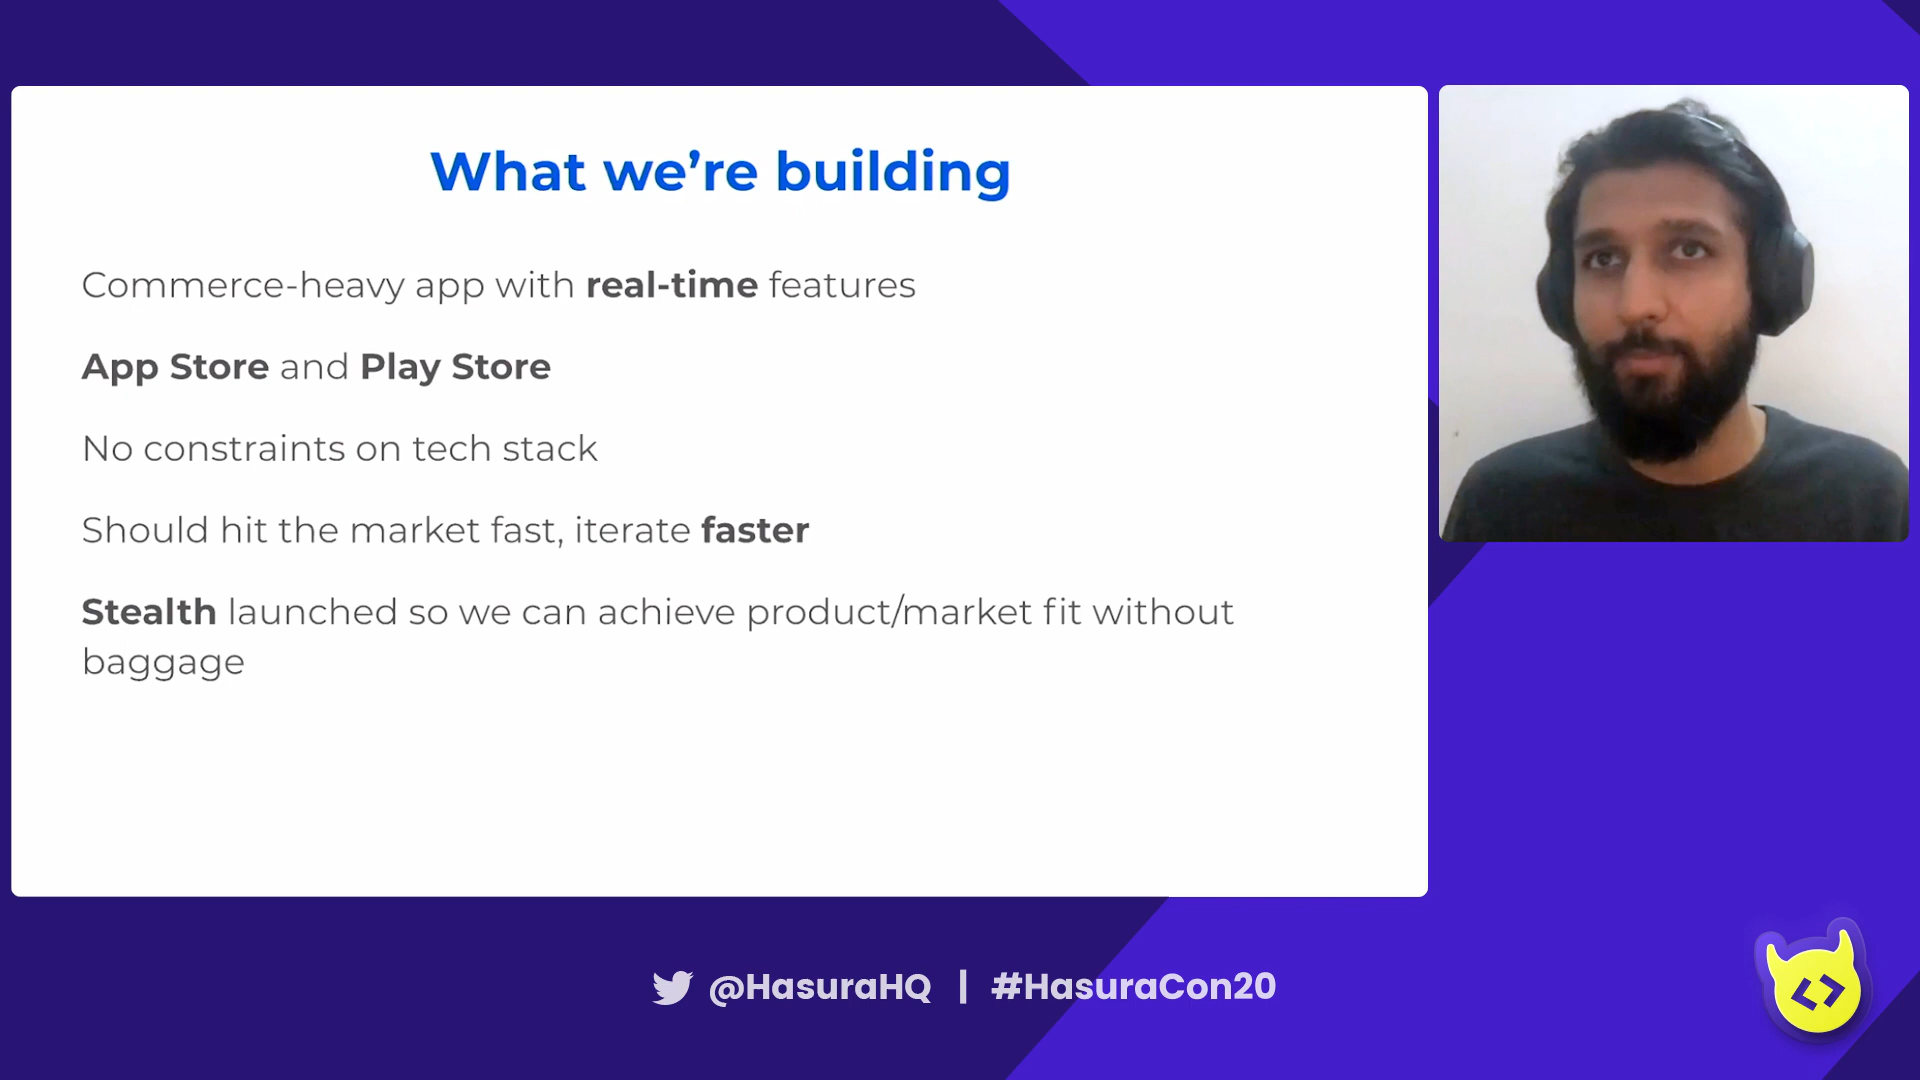 What we’re building
Commerce-heavy app with real-time features
App Store and Play Store
No constraints on tech stack
Should hit the market fast, iterate faster
Stealth launched so we can achieve product/market fit without
baggage
@HasuraHQ | #HasuraCon20